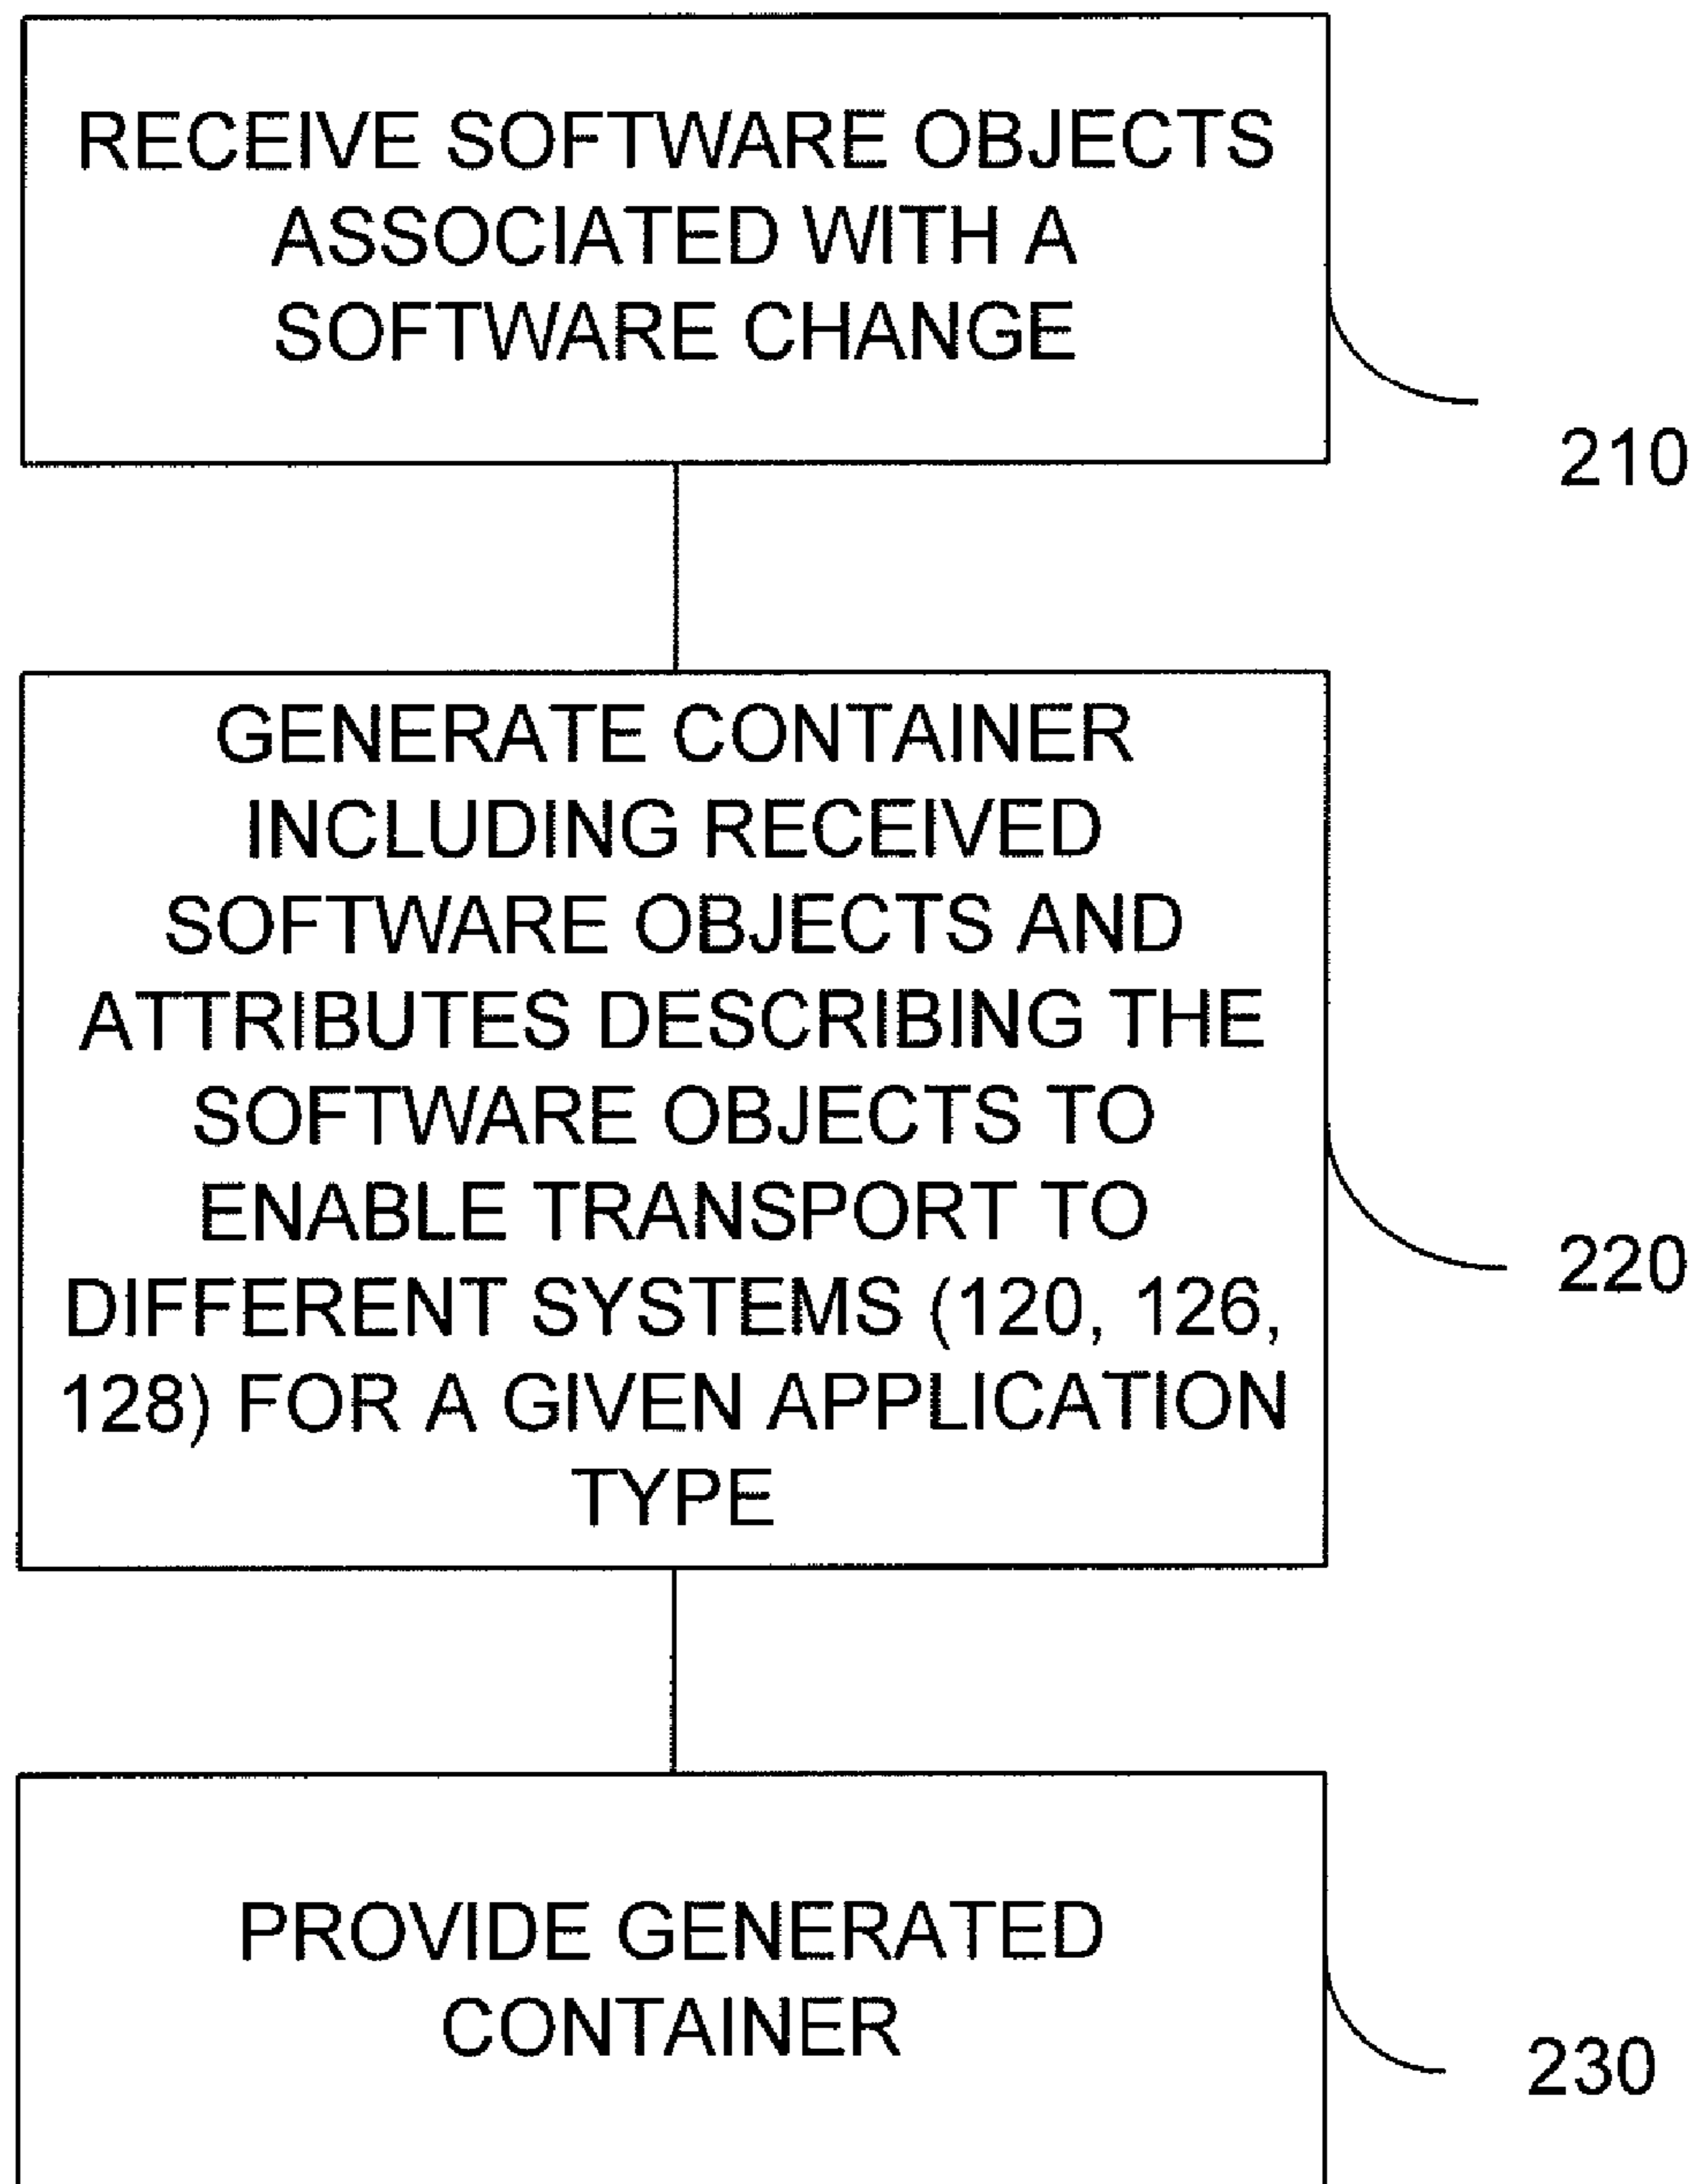 RECEIVE SOFTWARE OBJECTS
ASSOCIATED WITH A
SOFTWARE CHANGE
210
GENERATE CONTAINER
INCLUDING RECEIVED
SOFTWARE OBJECTS AND
ATTRIBUTES DESCRIBING THE
SOFTWARE OBJECTS TO
ENABLE TRANSPORT TO
DIFFERENT SYSTEMS (120, 126,
128) FOR A GIVEN APPLICATION
TYPE
220
PROVIDE GENERATED
CONTAINER
230